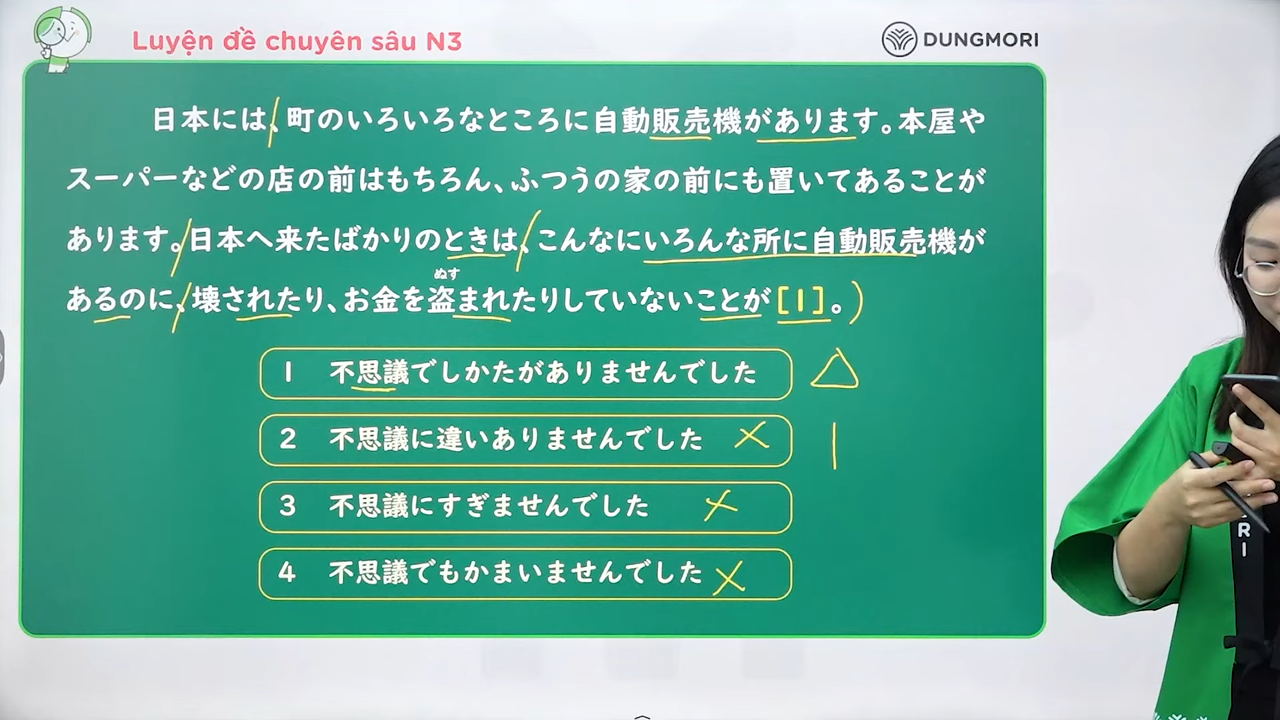 Luyện đề chuyên sâu N3
DUNGMORI
日本には、町のいろいろなところに自動販売機があります。本屋や
スーパーなどの店の前はもちろん、ふつうの家の前にも置いてあることが
あります。日本へ来たばかりのときは、こんなにいろんな所に自動販売機が
ぬす
あるのに、壊されたり、お金を盗まれたりしていないことが[1]。
1 不思議でしかたがありませんでした
2 不思議に違いありませんでした
3 不思議にすぎませんでした
4 不思議でもかまいませんでした
RI